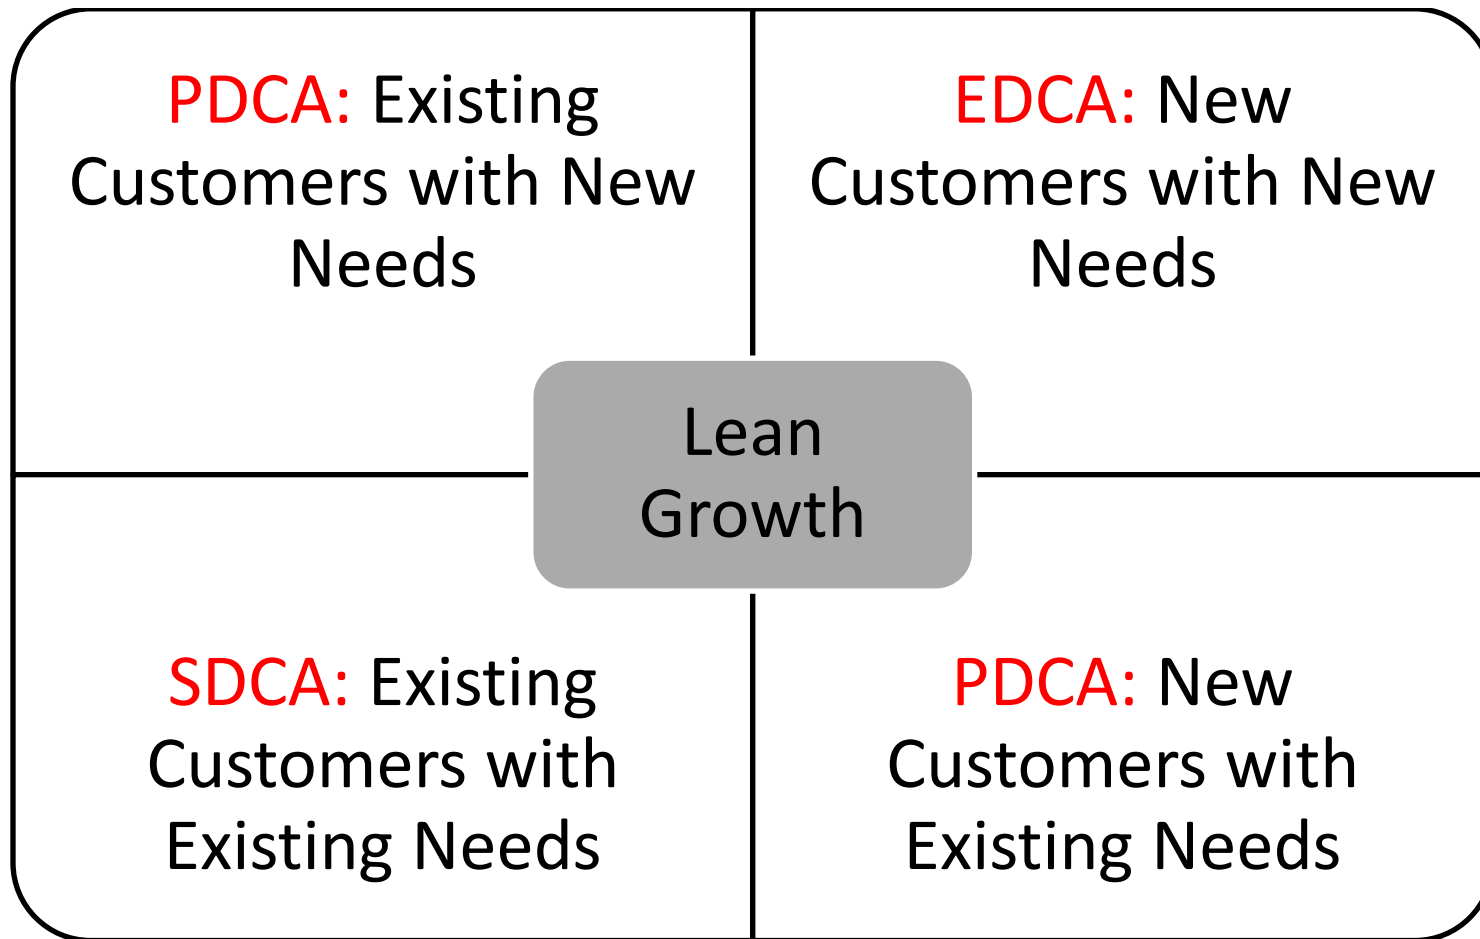 PDCA: Existing
Customers with New
Needs
EDCA: New
Customers with New
Needs
Lean
Growth
SDCA: Existing
Customers with
Existing Needs
PDCA: New
Customers with
Existing Needs